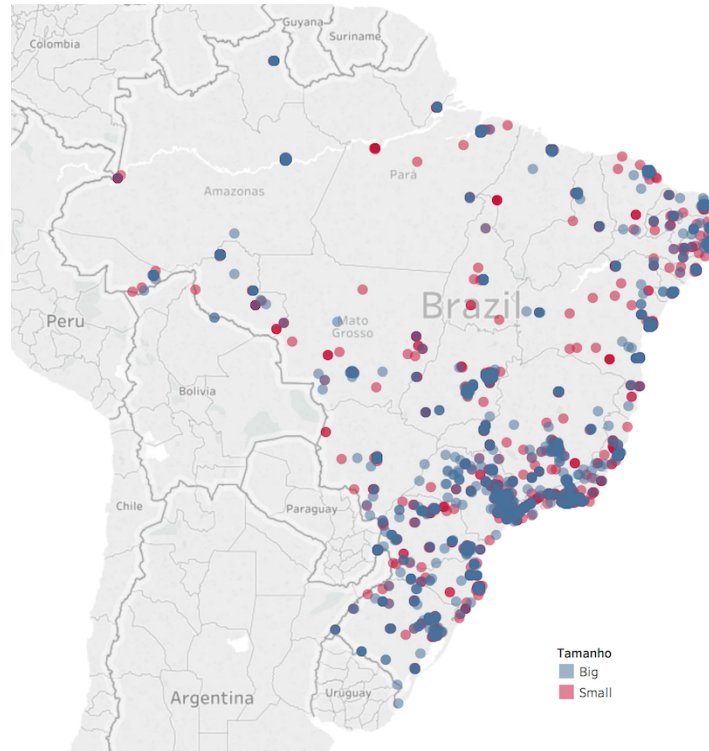 Guyana
Colombia
Suriname
Amazonas
Pará
Brazil
Peru
Mato
Grosso
Bolivia
Chile
Paraguay
Tamanho
Big
Small
Argentina
Uruguay